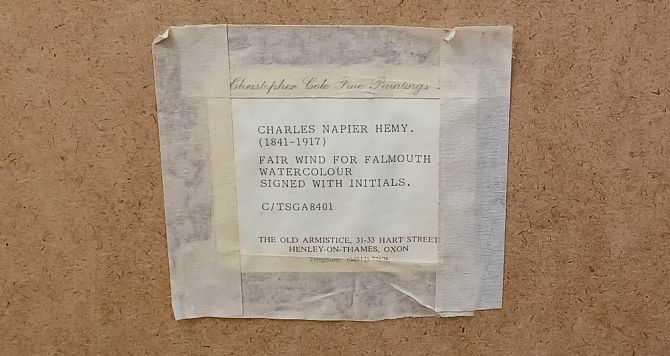 Christopher Cole Fine Paintings
CHARLES NAPIER HEMY.
(1841-1917)
FAIR WIND FOR FALMOUTH
WATERCOLOUR
SIGNED WITH INITIALS.
C/TSGA8401
THE OLD ARMISTICE, 31-33 HART STREET
HENLEY-ON-THAMES, OXON
Telephone: